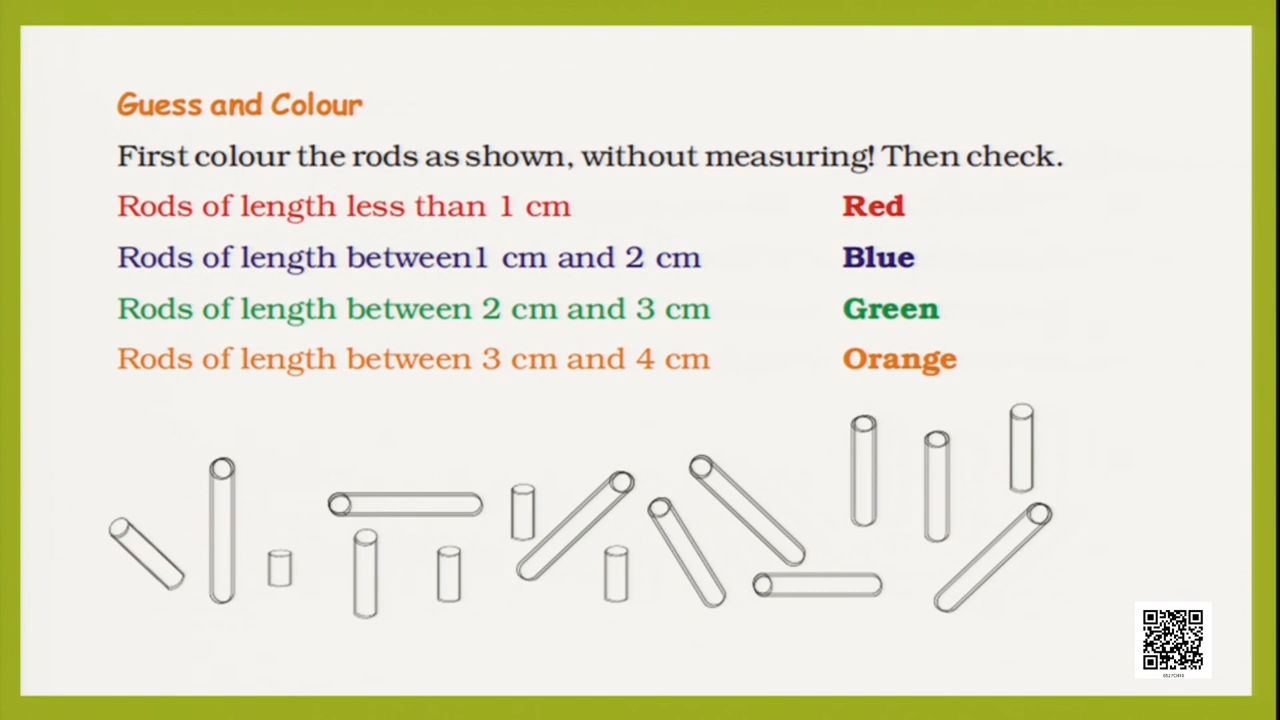 Guess and Colour
First colour the rods as shown, without measuring! Then check.
Rods of length less than 1 cm Red
Rods of length between1 cm and 2 cm Blue
Rods of length between 2 cm and 3 cm Green
Rods of length between 3 cm and 4 cm Orange